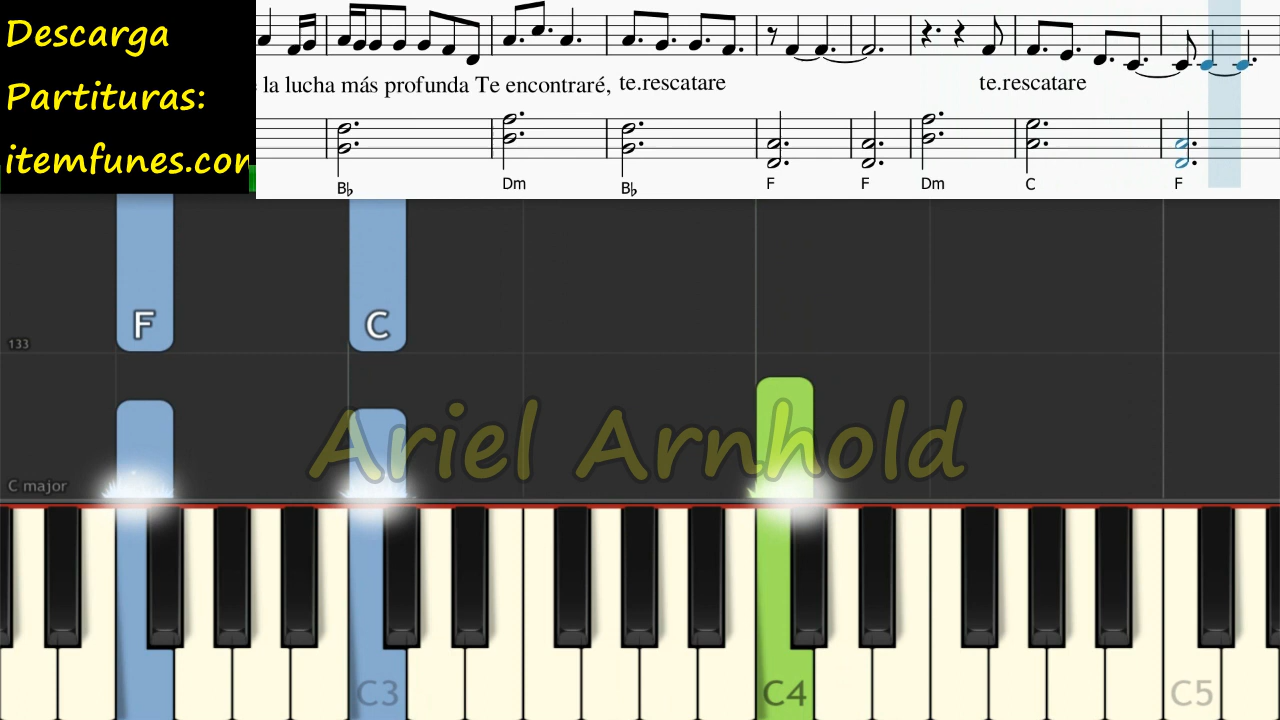 Descarga
Partituras:
itemfunes.com
la lucha más profunda Te encontraré, te.rescatare te.rescatare
B♭ Dm B♭ F F Dm C F
F C
133
Ariel Arnhold
C major
C3 C4 C5